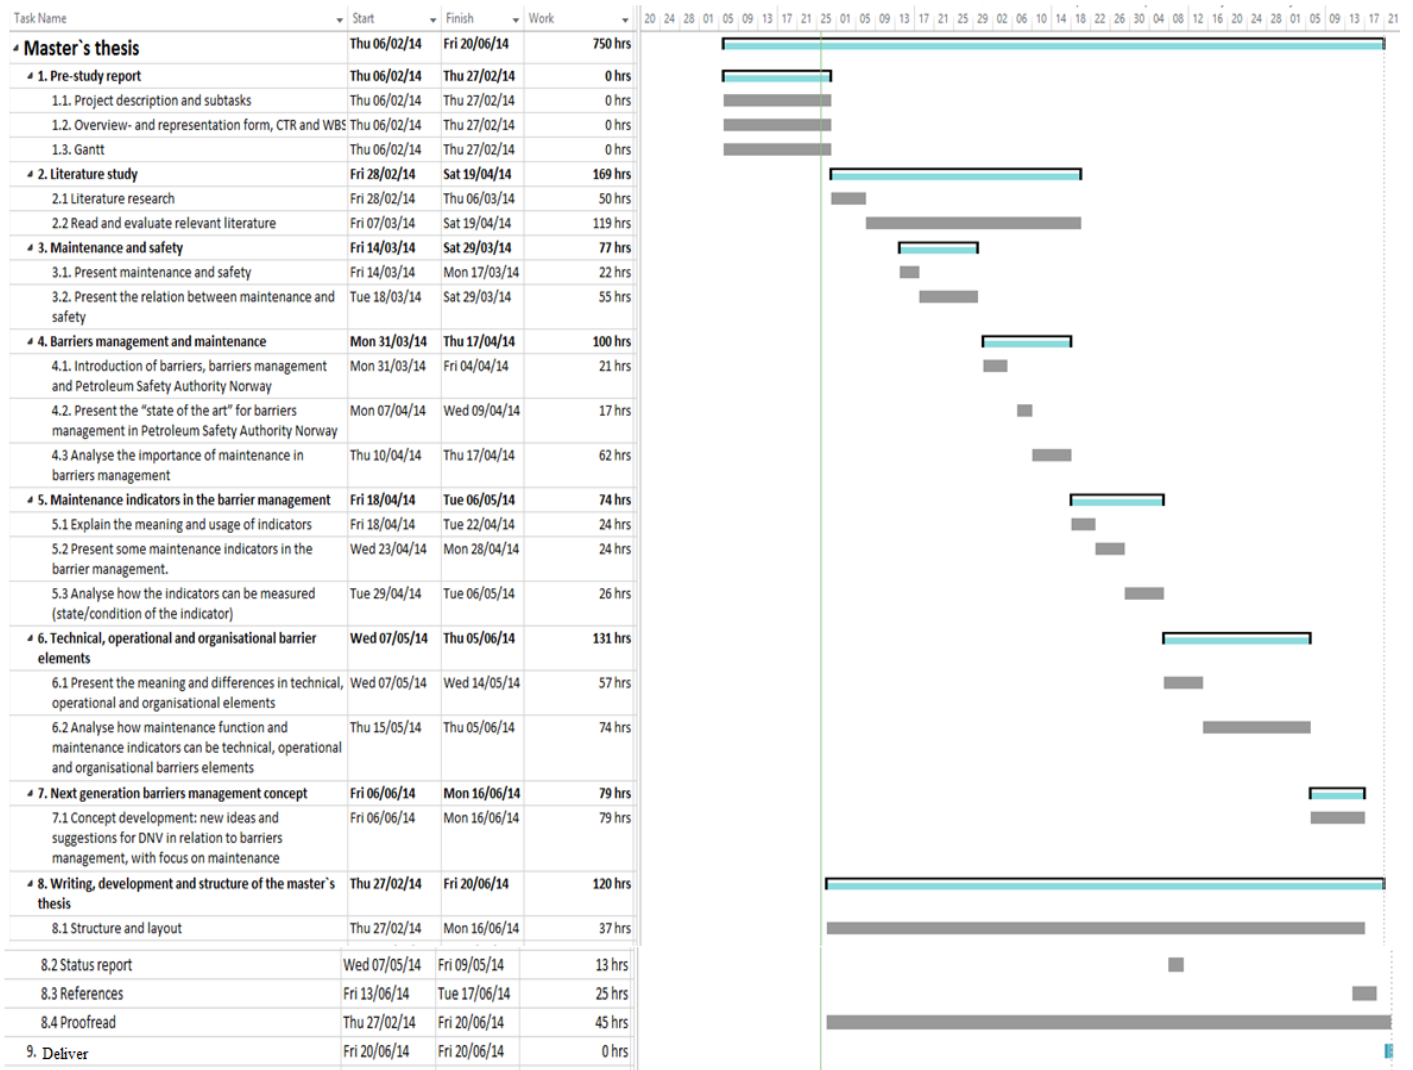 Task Name Start Finish Work 20 24 28 01 05 09 13 17 21 25 01 05 09 13 17 21 25 29 02 06 10 14 18 22 26 30 04 08 12 16 20 24 28 01 05 09 13 17 21
Master`s thesis Thu 06/02/14 Fri 20/06/14 750 hrs
1. Pre-study report Thu 06/02/14 Thu 27/02/14 0 hrs
1.1. Project description and subtasks Thu 06/02/14 Thu 27/02/14 0 hrs
1.2. Overview- and representation form, CTR and WBS Thu 06/02/14 Thu 27/02/14 0 hrs
1.3. Gantt Thu 06/02/14 Thu 27/02/14 0 hrs
2. Literature study Fri 28/02/14 Sat 19/04/14 169 hrs
2.1 Literature research Fri 28/02/14 Thu 06/03/14 50 hrs
2.2 Read and evaluate relevant literature Fri 07/03/14 Sat 19/04/14 119 hrs
3. Maintenance and safety Fri 14/03/14 Sat 29/03/14 77 hrs
3.1. Present maintenance and safety Fri 14/03/14 Mon 17/03/14 22 hrs
3.2. Present the relation between maintenance and Tue 18/03/14 Sat 29/03/14 55 hrs
safety
4. Barriers management and maintenance Mon 31/03/14 Thu 17/04/14 100 hrs
4.1. Introduction of barriers, barriers management Mon 31/03/14 Fri 04/04/14 21 hrs
and Petroleum Safety Authority Norway
4.2. Present the “state of the art” for barriers Mon 07/04/14 Wed 09/04/14 17 hrs
management in Petroleum Safety Authority Norway
4.3 Analyse the importance of maintenance in Thu 10/04/14 Thu 17/04/14 62 hrs
barriers management
5. Maintenance indicators in the barrier management Fri 18/04/14 Tue 06/05/14 74 hrs
5.1 Explain the meaning and usage of indicators Fri 18/04/14 Tue 22/04/14 24 hrs
5.2 Present some maintenance indicators in the Wed 23/04/14 Mon 28/04/14 24 hrs
barrier management.
5.3 Analyse how the indicators can be measured Tue 29/04/14 Tue 06/05/14 26 hrs
(state/condition of the indicator)
6. Technical, operational and organisational barrier Wed 07/05/14 Thu 05/06/14 131 hrs
elements
6.1 Present the meaning and differences in technical, Wed 07/05/14 Wed 14/05/14 57 hrs
operational and organisational elements
6.2 Analyse how maintenance function and Thu 15/05/14 Thu 05/06/14 74 hrs
maintenance indicators can be technical, operational
and organisational barriers elements
7. Next generation barriers management concept Fri 06/06/14 Mon 16/06/14 79 hrs
7.1 Concept development: new ideas and Fri 06/06/14 Mon 16/06/14 79 hrs
suggestions for DNV in relation to barriers
management, with focus on maintenance
8. Writing, development and structure of the master`s Thu 27/02/14 Fri 20/06/14 120 hrs
thesis
8.1 Structure and layout Thu 27/02/14 Mon 16/06/14 37 hrs
8.2 Status report Wed 07/05/14 Fri 09/05/14 13 hrs
8.3 References Fri 13/06/14 Tue 17/06/14 25 hrs
8.4 Proofread Thu 27/02/14 Fri 20/06/14 45 hrs
9. Deliver Fri 20/06/14 Fri 20/06/14 0 hrs